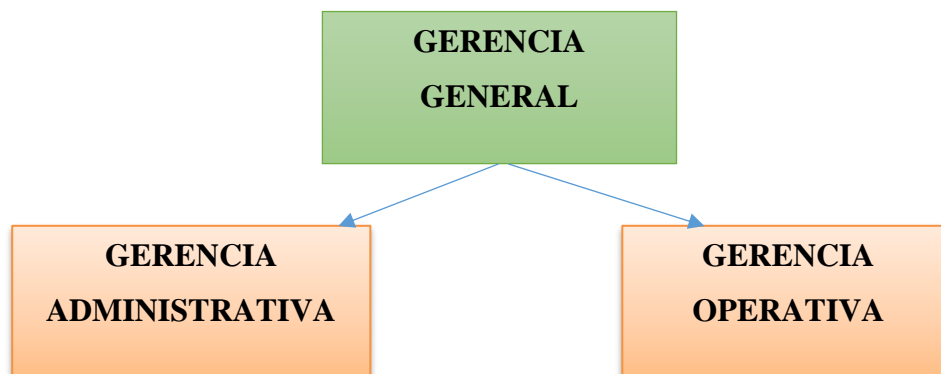 GERENCIA
GENERAL
GERENCIA
ADMINISTRATIVA
GERENCIA
OPERATIVA